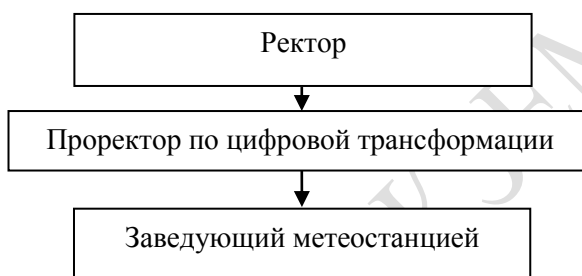 Ректор
Проректор по цифровой трансформации
Заведующий метеостанцией